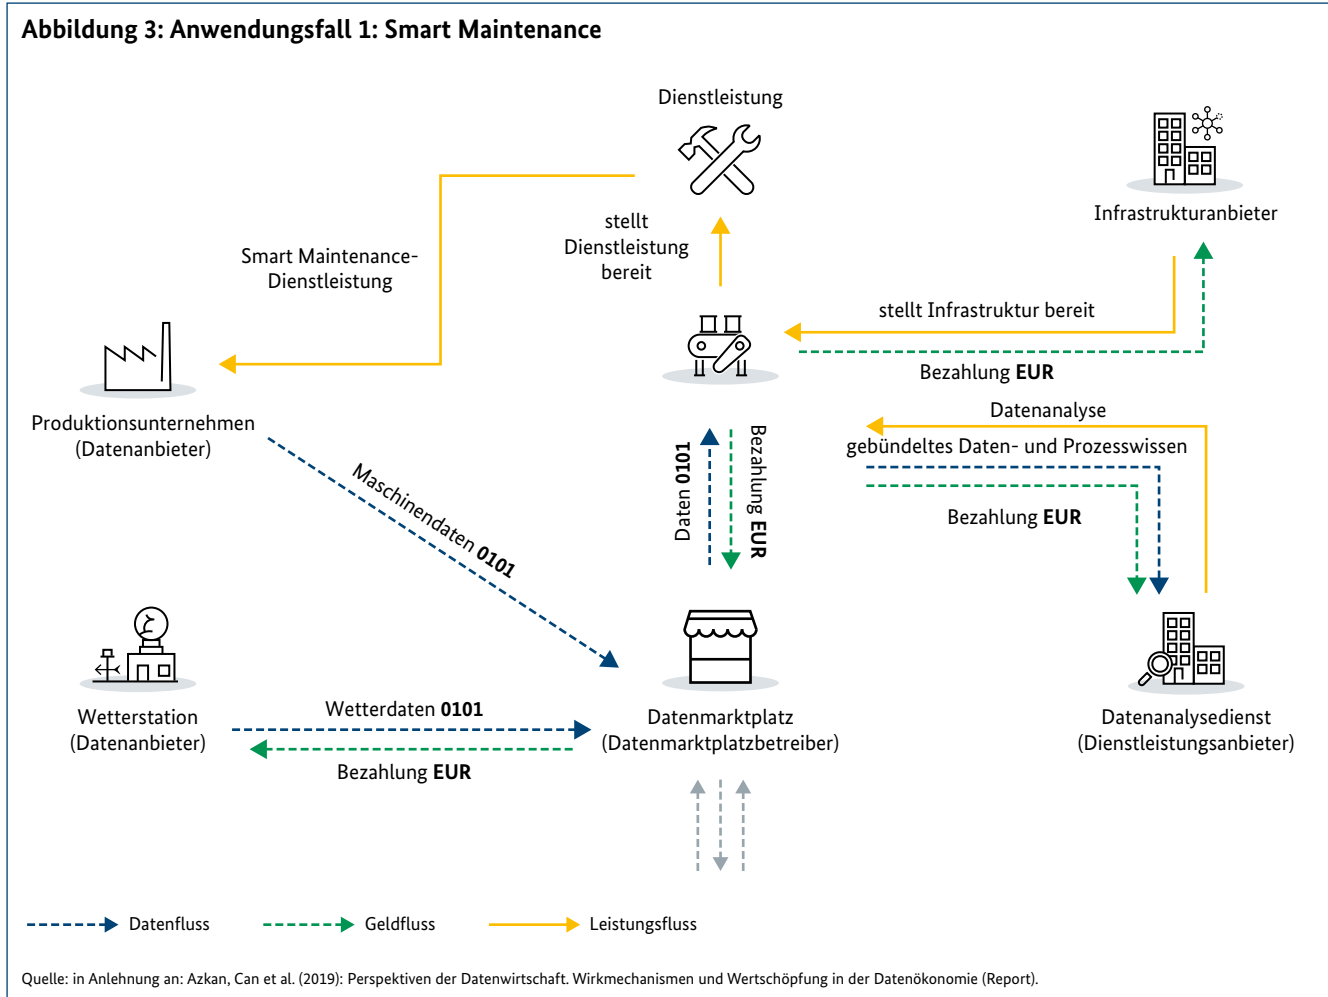 Abbildung 3: Anwendungsfall 1: Smart Maintenance
Dienstleistung
Infrastrukturanbieter
stellt
Dienstleistung
bereit
Smart Maintenance-
Dienstleistung
stellt Infrastruktur bereit
Bezahlung EUR
Produktionsunternehmen
(Datenanbieter)
Datenanalyse
gebündeltes Daten- und Prozesswissen
Bezahlung EUR
Daten 0101
Bezahlung EUR
Maschinendaten 0101
Wetterstation
(Datenanbieter)
Wetterdaten 0101
Bezahlung EUR
Datenmarktplatz
(Datenmarktplatzbetreiber)
Datenanalysedienst
(Dienstleistungsanbieter)
Datenfluss
Geldfluss
Leistungsfluss
Quelle: in Anlehnung an: Azkan, Can et al. (2019): Perspektiven der Datenwirtschaft. Wirkmechanismen und Wertschöpfung in der Datenökonomie (Report).